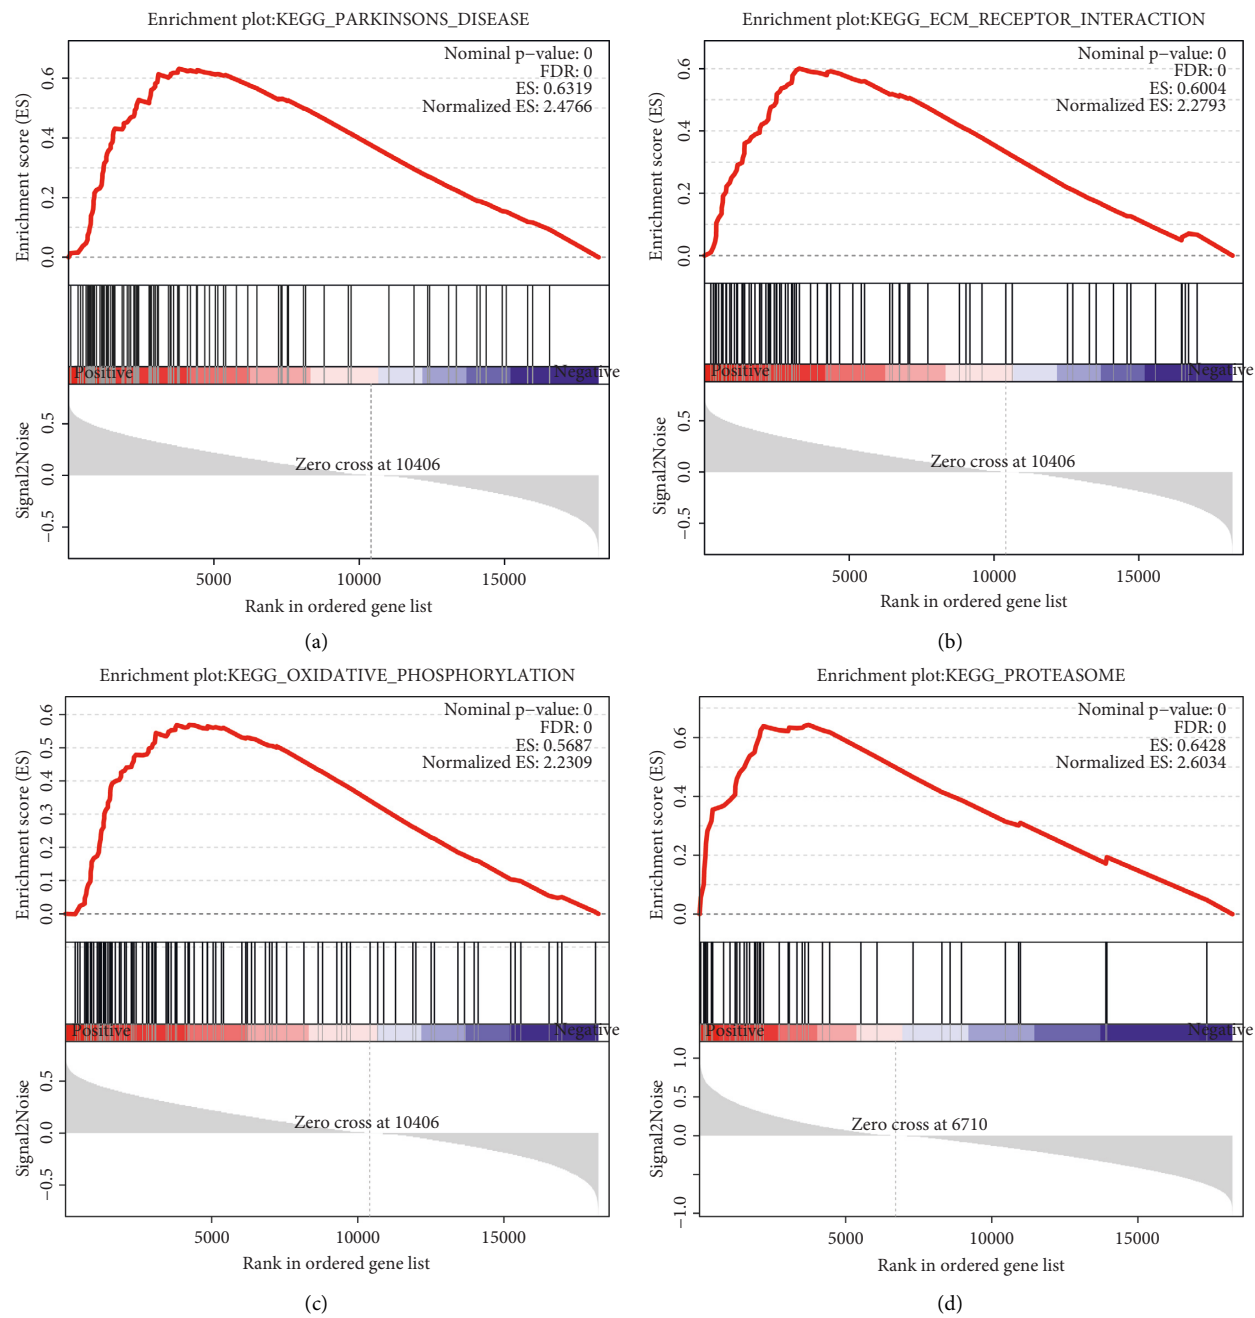 Enrichment plot:KEGG_PARKINSONS_DISEASE
Nominal p−value: 0
FDR: 0
ES: 0.6319
Normalized ES: 2.4766
Enrichment score (ES)
0.6
0.4
0.2
0.0
Positive
Negative
Signal2Noise
0.5
0.0
−0.5
Zero cross at 10406
5000
10000
15000
Rank in ordered gene list
(a)
Enrichment plot:KEGG_ECM_RECEPTOR_INTERACTION
Nominal p−value: 0
FDR: 0
ES: 0.6004
Normalized ES: 2.2793
Enrichment score (ES)
0.6
0.4
0.2
0.0
Positive
Negative
Signal2Noise
0.5
0.0
−0.5
Zero cross at 10406
5000
10000
15000
Rank in ordered gene list
(b)
Enrichment plot:KEGG_OXIDATIVE_PHOSPHORYLATION
Nominal p−value: 0
FDR: 0
ES: 0.5687
Normalized ES: 2.2309
Enrichment score (ES)
0.6
0.5
0.4
0.3
0.2
0.1
0.0
Positive
Negative
Signal2Noise
0.5
0.0
−0.5
Zero cross at 10406
5000
10000
15000
Rank in ordered gene list
(c)
Enrichment plot:KEGG_PROTEASOME
Nominal p−value: 0
FDR: 0
ES: 0.6428
Normalized ES: 2.6034
Enrichment score (ES)
0.6
0.4
0.2
0.0
Positive
Negative
Signal2Noise
1.0
0.5
0.0
−1.0
Zero cross at 6710
5000
10000
15000
Rank in ordered gene list
(d)